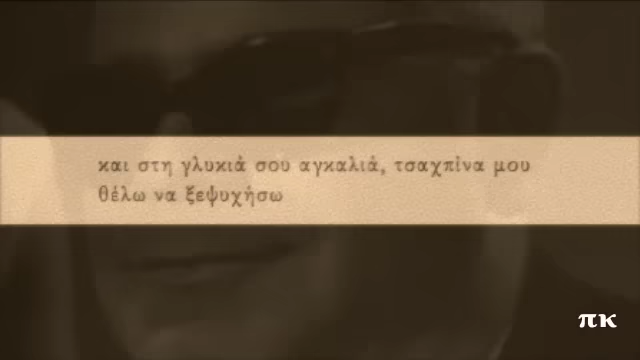 και στη γλυκιά σου αγκαλιά, τσαχπίνα μου
θέλω να ξεψυχήσω
πκ